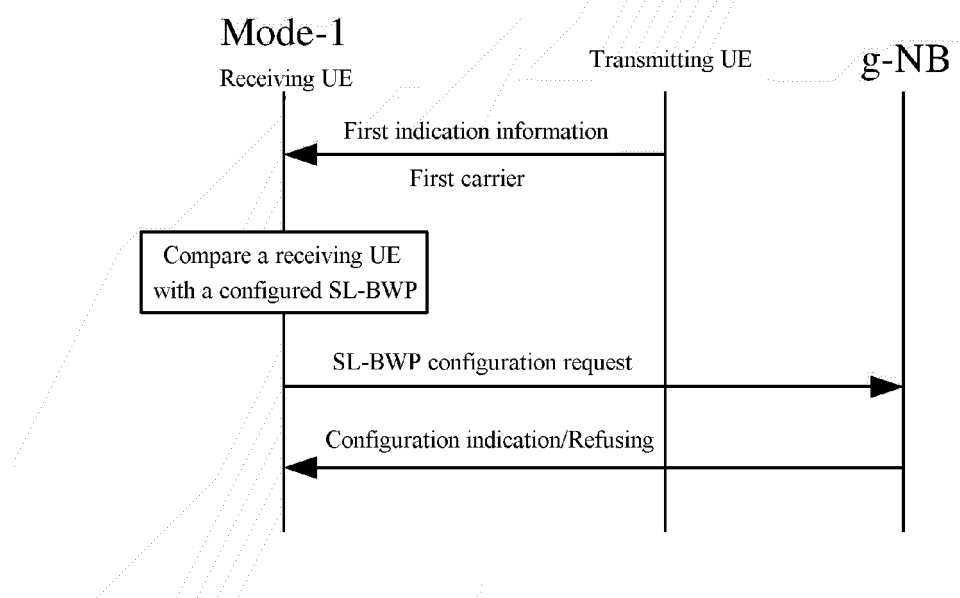 Mode-1
Receiving UE
Transmitting UE
g-NB
First indication information
First carrier
Compare a receiving UE
with a configured SL-BWP
SL-BWP configuration request
Configuration indication/Refusing